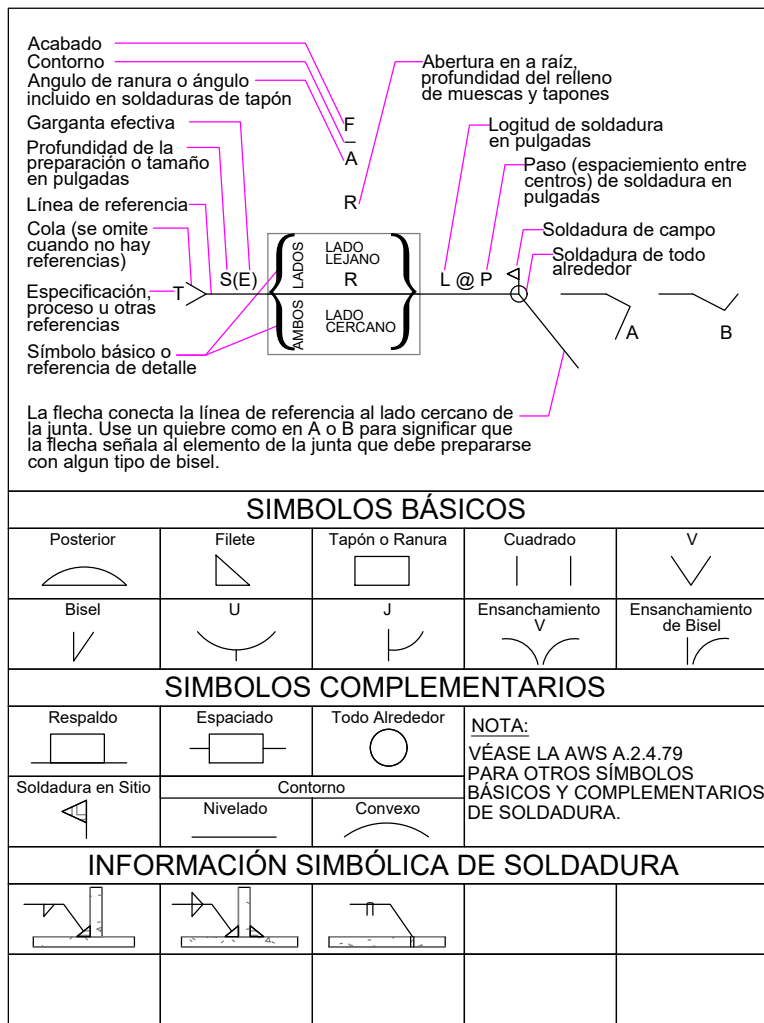 Acabado
Contorno
Angulo de ranura o ángulo
incluido en soldaduras de tapón
Garganta efectiva
Profundidad de la
preparación o tamaño
en pulgadas
Línea de referencia
Cola (se omite
cuando no hay
referencias)
Especificación,
proceso u otras
referencias
Símbolo básico o
referencia de detalle
F
A
R
Abertura en a raíz,
profundidad del relleno
de muescas y tapones
Logitud de soldadura
en pulgadas
Paso (espaciemiento entre
centros) de soldadura en
pulgadas
Soldadura de campo
Soldadura de todo
alrededor
T
S(E)
AMBOS LADOS
LADO
LEJANO
R
LADO
CERCANO
L @ P
A
B
La flecha conecta la línea de referencia al lado cercano de
la junta. Use un quiebre como en A o B para significar que
la flecha señala al elemento de la junta que debe prepararse
con algun tipo de bisel.
SIMBOLOS BÁSICOS
Posterior
Filete
Tapón o Ranura
Cuadrado
V
Bisel
U
J
Ensanchamiento
V
Ensanchamiento
de Bisel
SIMBOLOS COMPLEMENTARIOS
Respaldo
Espaciado
Todo Alrededor
NOTA:
VÉASE LA AWS A.2.4.79
PARA OTROS SÍMBOLOS
BÁSICOS Y COMPLEMENTARIOS
DE SOLDADURA.
Soldadura en Sitio
Contorno
Nivelado
Convexo
INFORMACIÓN SIMBÓLICA DE SOLDADURA